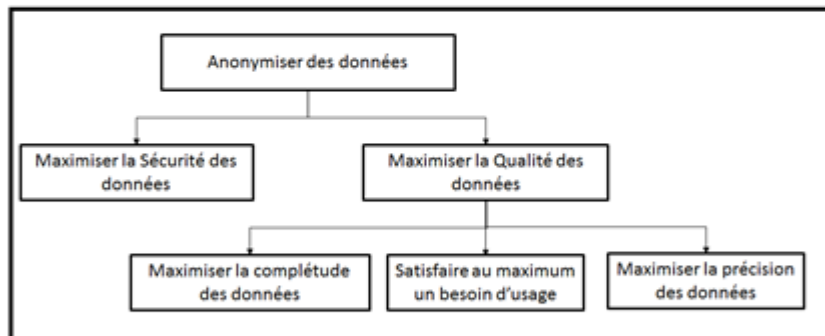 Anonymiser des données
Maximiser la Sécurité des
données
Maximiser la Qualité des
données
Maximiser la complétude
des données
Satisfaire au maximum
un besoin d'usage
Maximiser la précision
des données